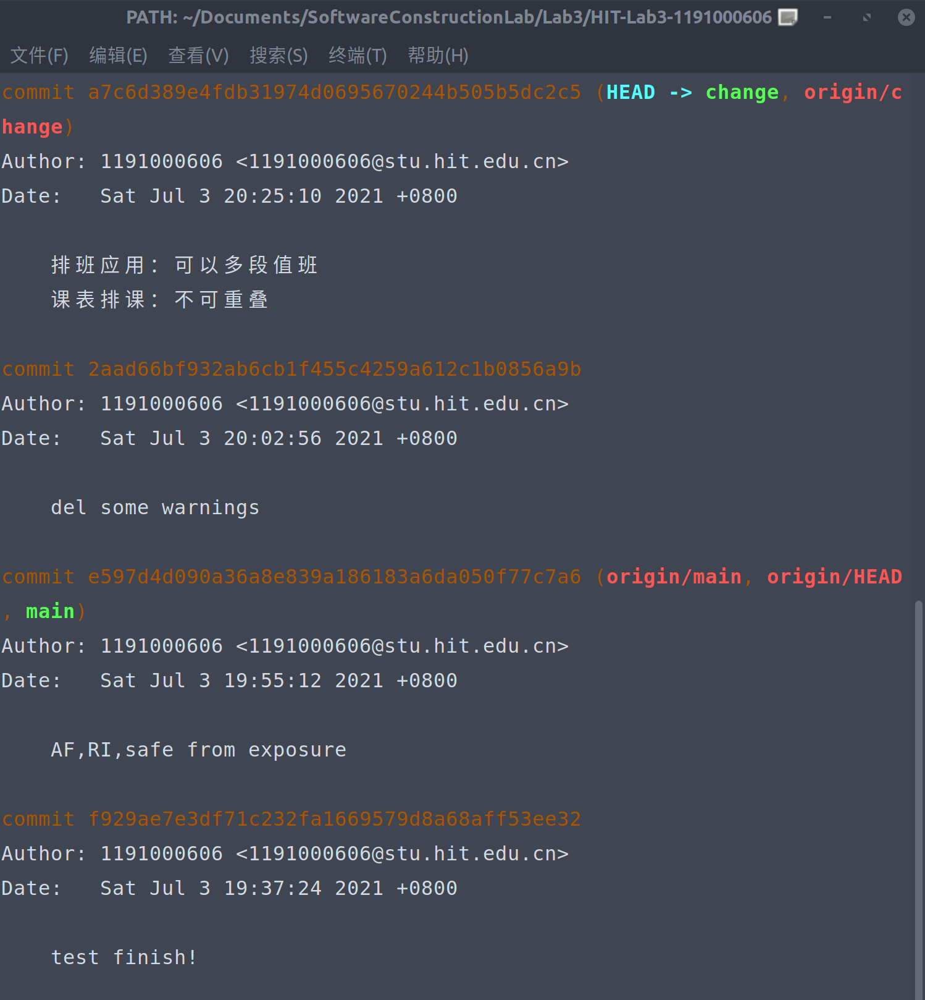 PATH: ~/Documents/SoftwareConstructionLab/Lab3/HIT-Lab3-1191000606
文件(F) 编辑(E) 查看(V) 搜索(S) 终端(T) 帮助(H)
commit a7c6d389e4fdb31974d0695670244b505b5dc2c5 (HEAD -> change, origin/c
hange)
Author: 1191000606 <1191000606@stu.hit.edu.cn>
Date:   Sat Jul 3 20:25:10 2021 +0800
排班应用：可以多段值班
课表排课：不可重叠
commit 2aad66bf932ab6cb1f455c4259a612c1b0856a9b
Author: 1191000606 <1191000606@stu.hit.edu.cn>
Date:   Sat Jul 3 20:02:56 2021 +0800
del some warnings
commit e597d4d090a36a8e839a186183a6da050f77c7a6 (origin/main, origin/HEAD
, main)
Author: 1191000606 <1191000606@stu.hit.edu.cn>
Date:   Sat Jul 3 19:55:12 2021 +0800
AF,RI,safe from exposure
commit f929ae7e3df71c232fa1669579d8a68aff53ee32
Author: 1191000606 <1191000606@stu.hit.edu.cn>
Date:   Sat Jul 3 19:37:24 2021 +0800
test finish!